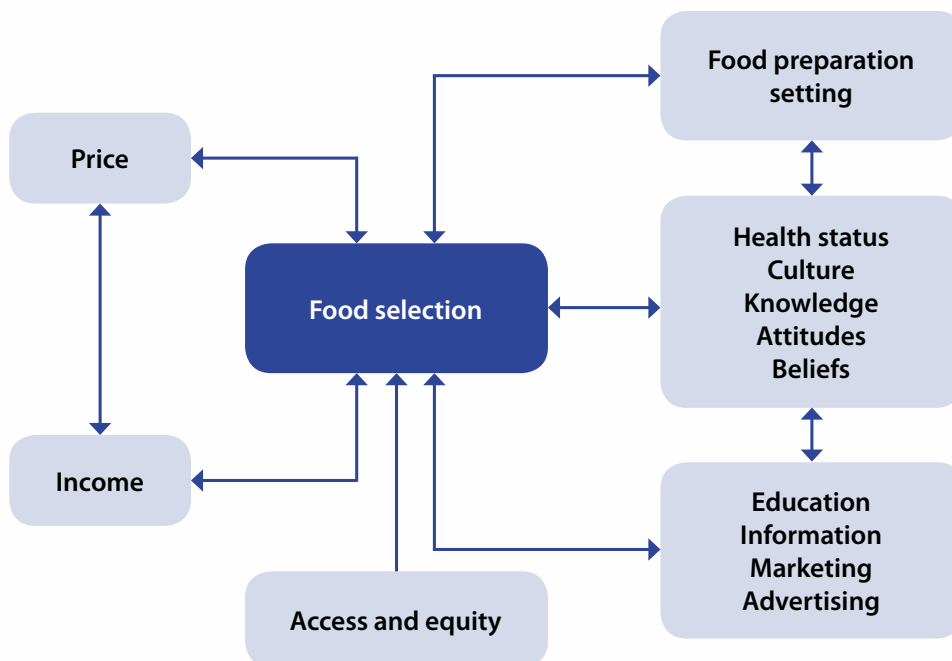 Food preparation
setting
Price
Health status
Culture
Knowledge
Attitudes
Beliefs
Food selection
Income
Education
Information
Marketing
Advertising
Access and equity